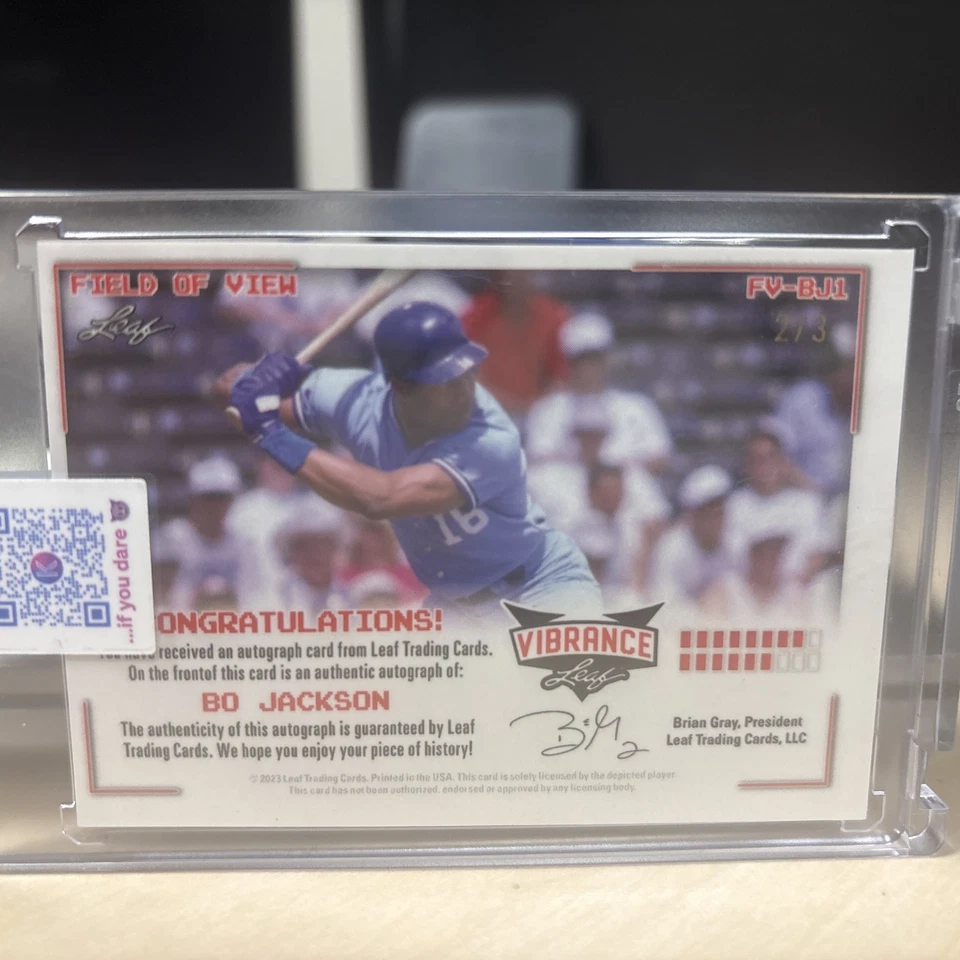 FIELD OF VIEW
FV-BJ1
Leaf
2/3
16
...if you dare
ONGRATULATIONS!
received an autograph card from Leaf Trading Cards.
On the frontof this card is an authentic autograph of:
BO JACKSON
The authenticity of this autograph is guaranteed by Leaf
Trading Cards. We hope you enjoy your piece of history!
VIBRANCE
Leaf
Brian Gray, President
Leaf Trading Cards, LLC
© 2023 Leaf Trading Cards. Printed in the USA. This card is solely licensed by the depicted player.
This card has not been authorized, endorsed or approved by any licensing body.